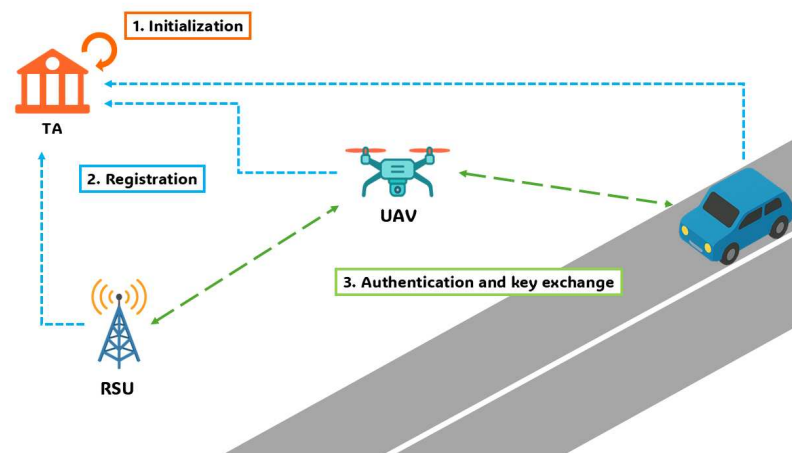 1. Initialization
TA
2. Registration
UAV
3. Authentication and key exchange
RSU